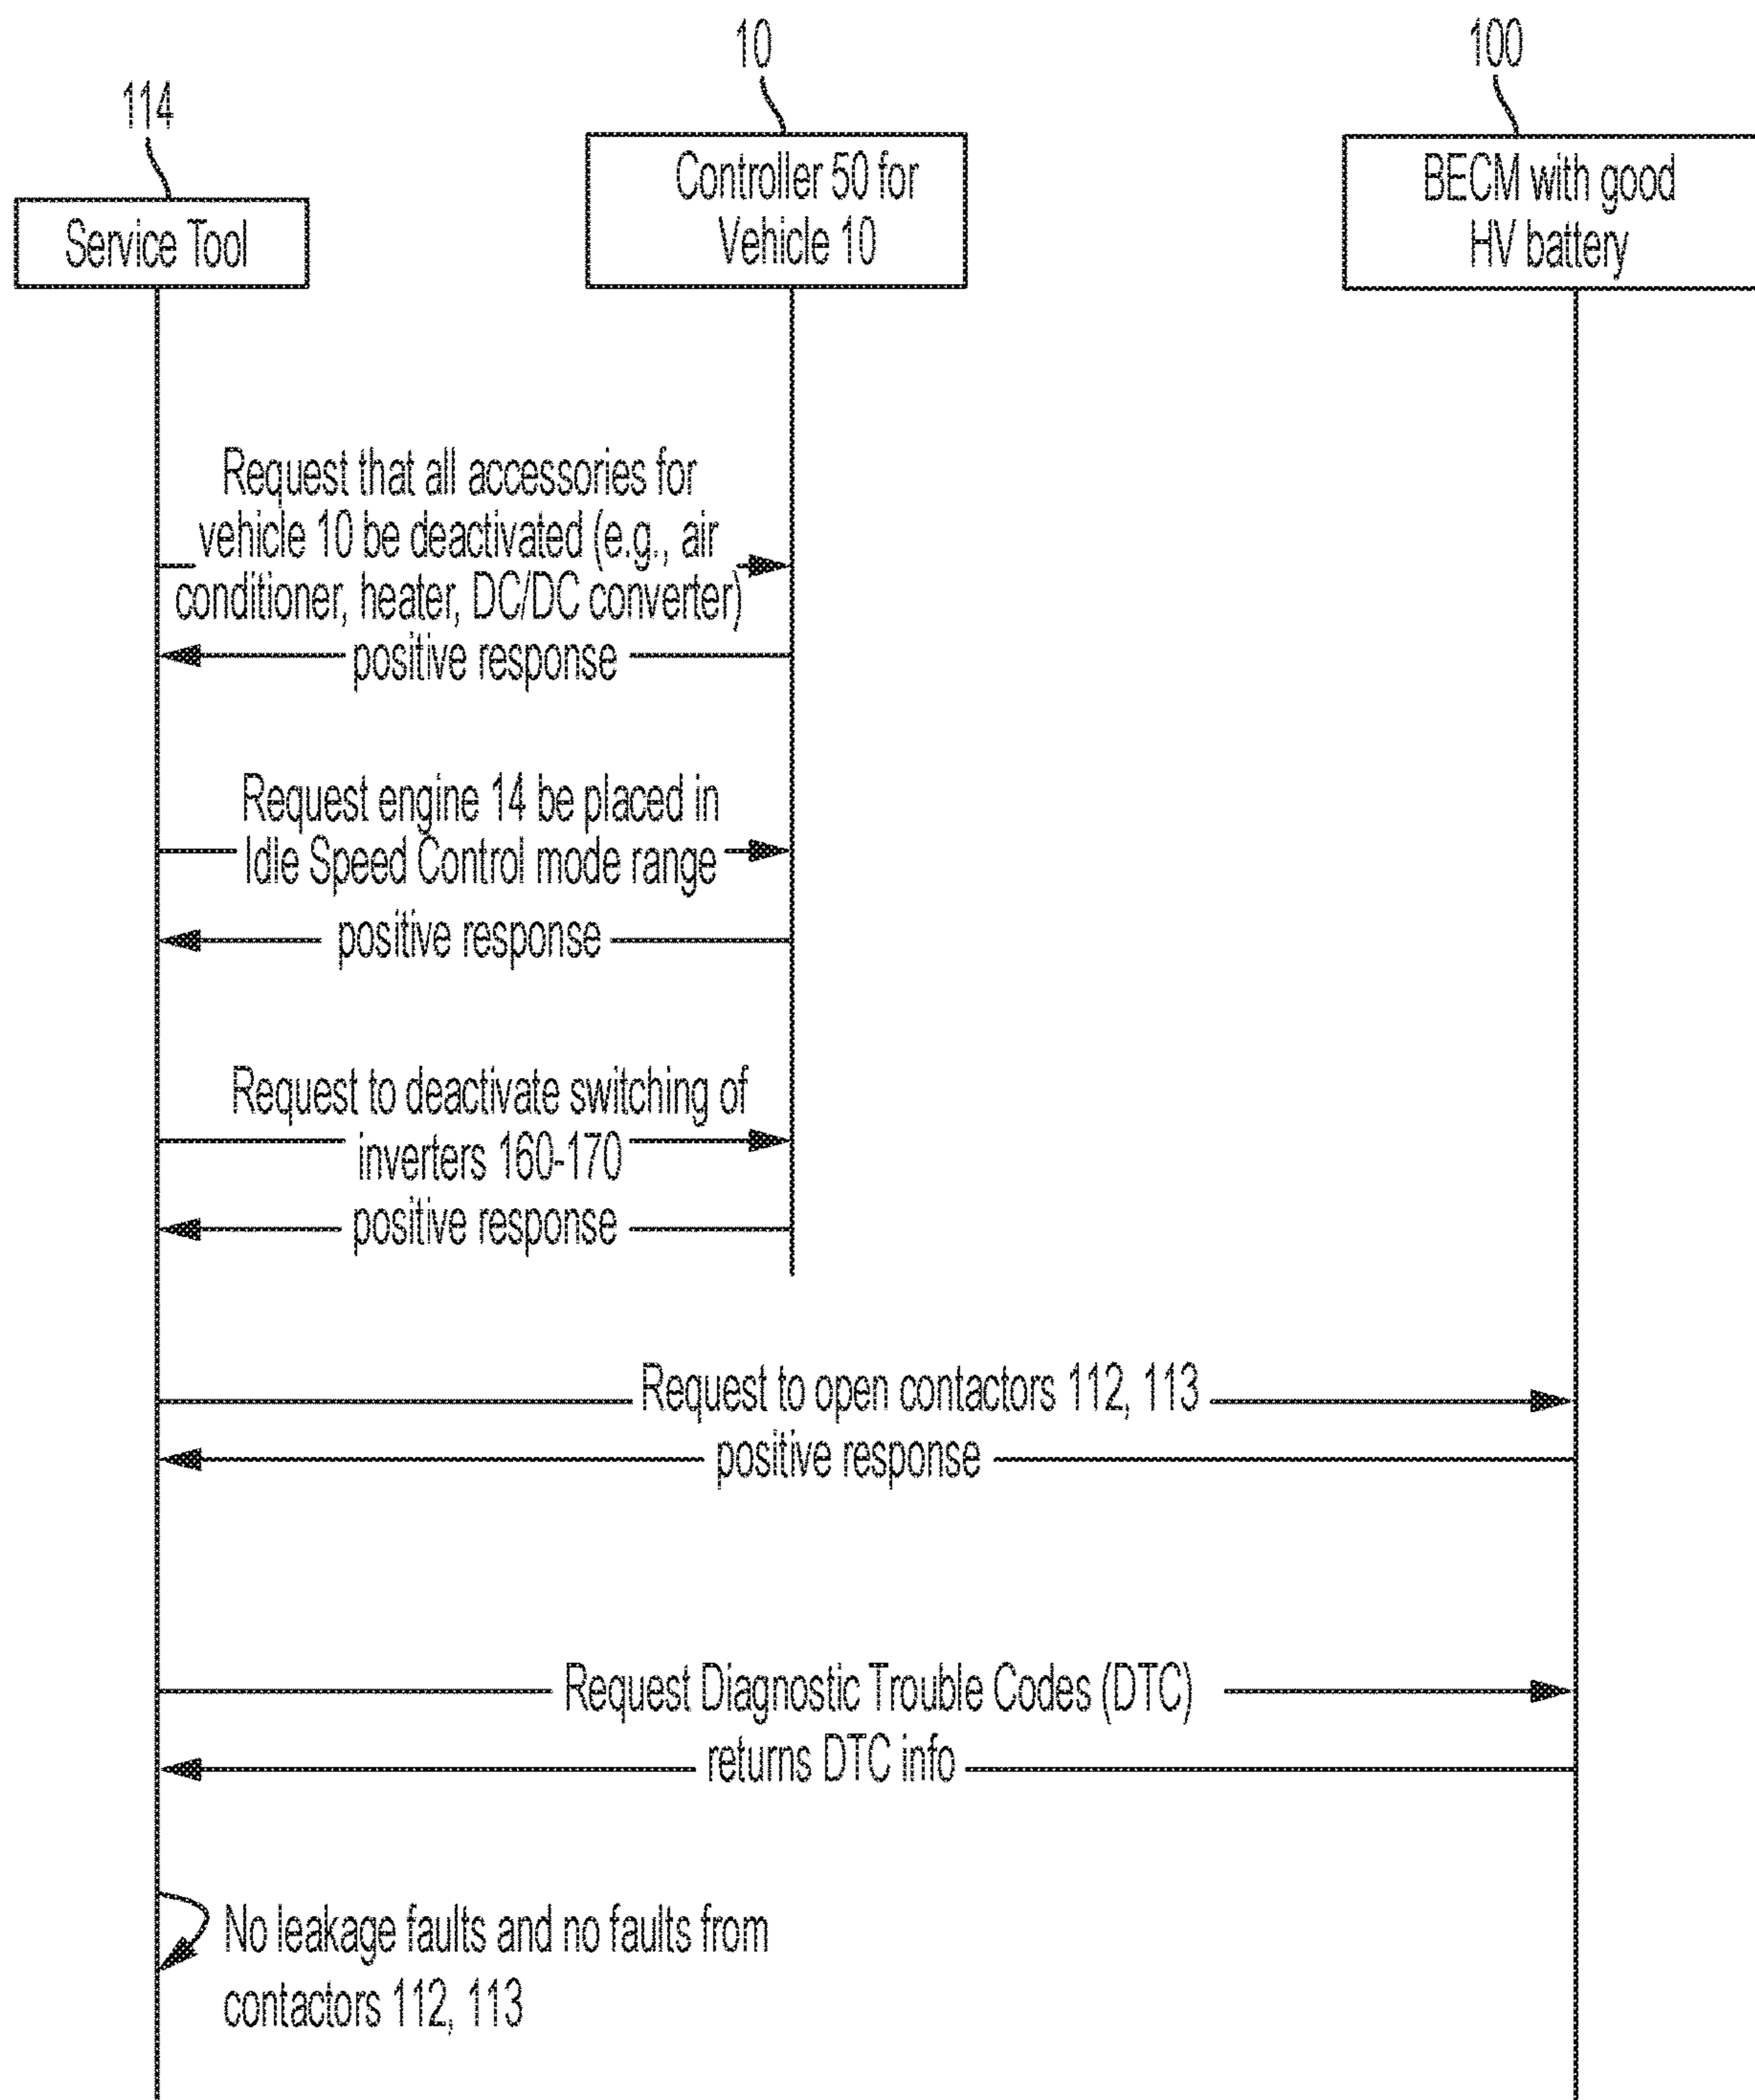 10
100
114
Service Tool
Controller 50 for
Vehicle 10
BECM with good
HV battery
Request that all accessories for
vehicle 10 be deactivated (e.g., air
conditioner, heater, DC/DC converter)
positive response
Request engine 14 be placed in
Idle Speed Control mode range
positive response
Request to deactivate switching of
inverters 160-170
positive response
Request to open contactors 112, 113
positive response
Request Diagnostic Trouble Codes (DTC)
returns DTC info
No leakage faults and no faults from
contactors 112, 113